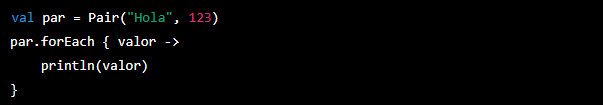 val par = Pair("Hola", 123)
par.forEach { valor ->
    println(valor)
}